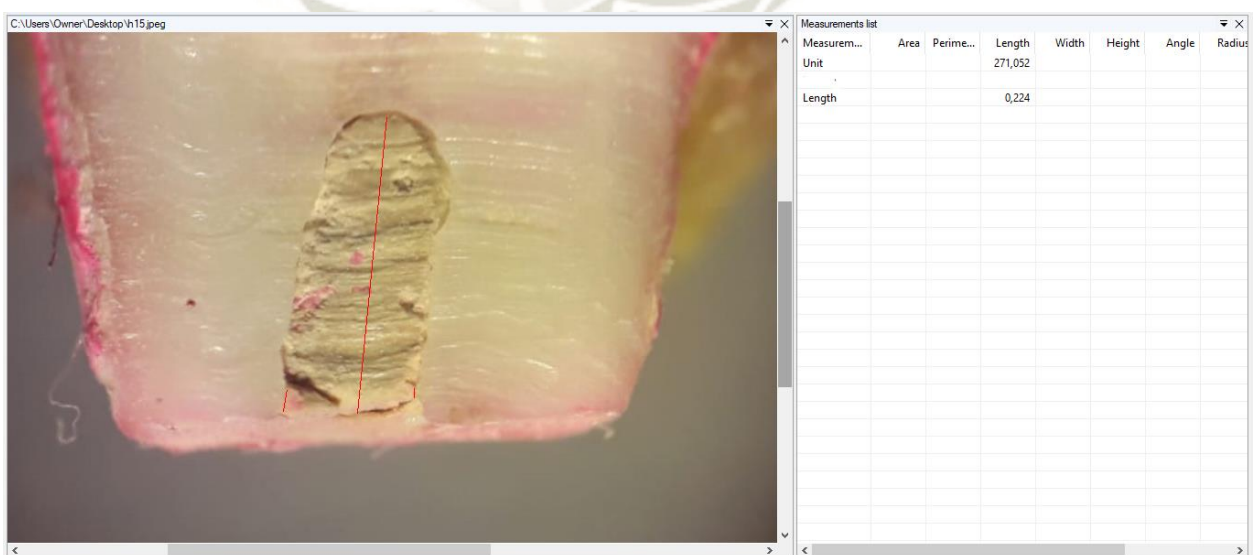 C:\Users\Owner\Desktop\h15.jpeg
Measurements list
Measurem... Area Perime... Length Width Height Angle Radius
Unit 271,052
Length 0,224